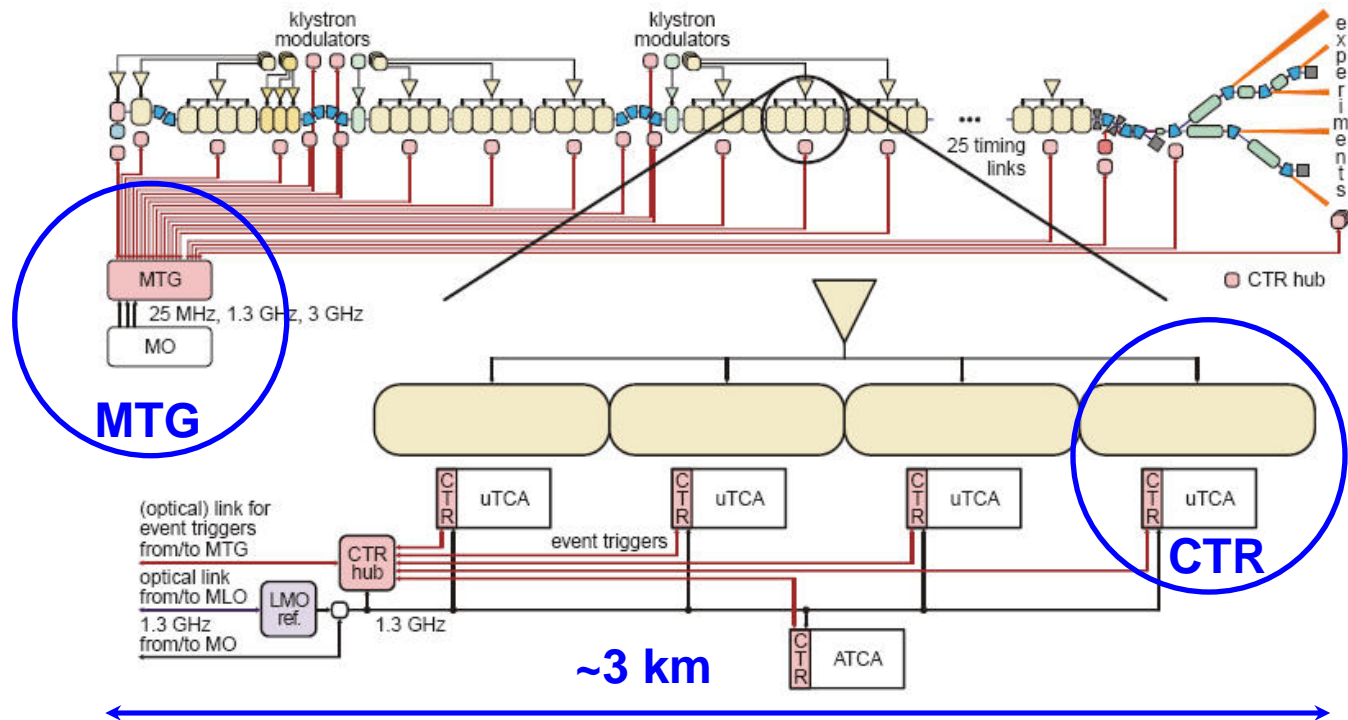 klystron
modulators
klystron
modulators
experiments
•••
25 timing
links
MTG
25 MHz, 1.3 GHz, 3 GHz
MO
MTG
CTR hub
CTR
uTCA
CTR
uTCA
CTR
uTCA
CTR
uTCA
CTR
(optical) link for
event triggers
from/to MTG
event triggers
CTR
hub
optical link
from/to MLO
LMO
ref.
1.3 GHz
from/to MO
1.3 GHz
CTR
ATCA
~3 km